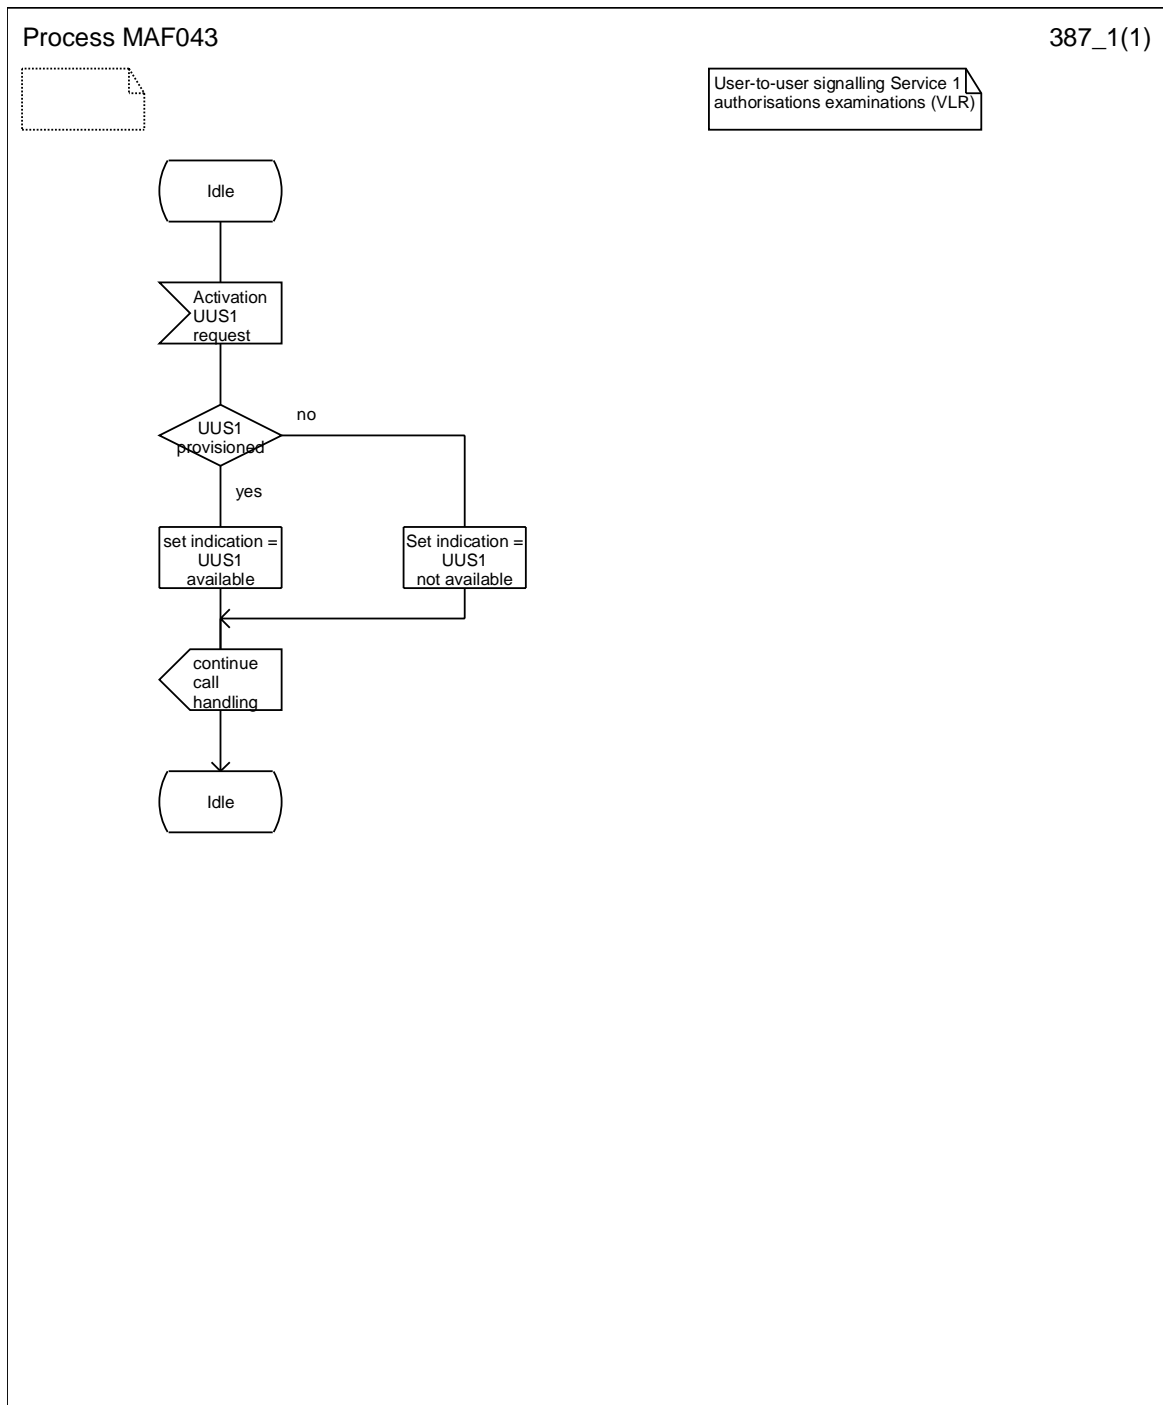 Process MAF043
387_1(1)
User-to-user signalling Service 1
authorisations examinations (VLR)
Idle
Activation
UUS1
request
UUS1
provisioned
no
yes
set indication =
UUS1
available
Set indication =
UUS1
not available
continue
call
handling
Idle